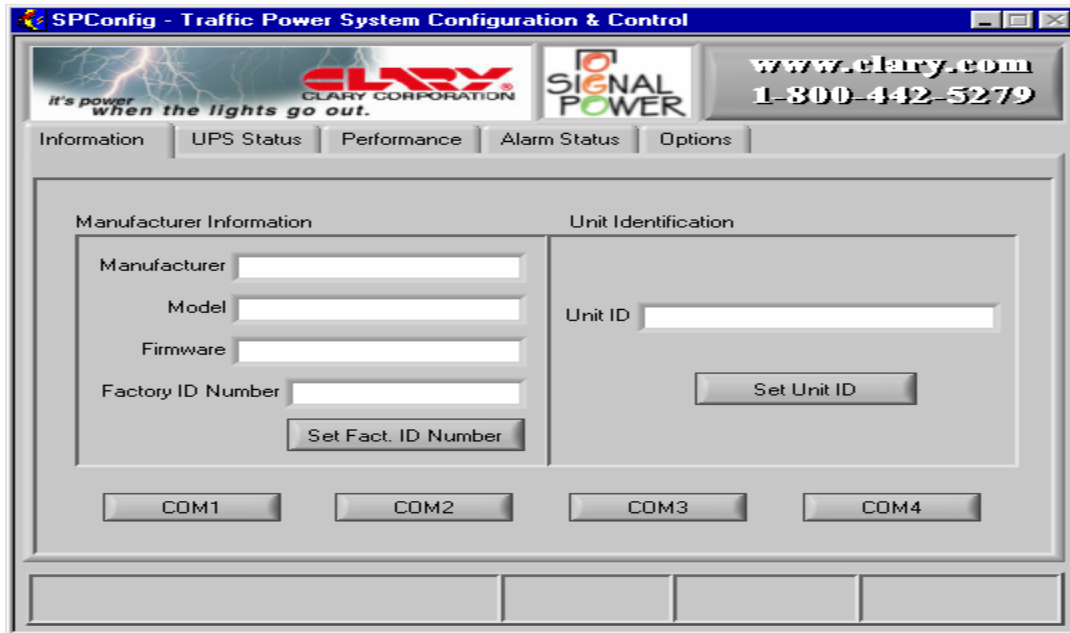 SPConfig - Traffic Power System Configuration & Control
it's power
when the lights go out.
CLARY®
CLARY CORPORATION
SIGNAL
POWER
www.clary.com
1-800-442-5279
Information
UPS Status
Performance
Alarm Status
Options
Manufacturer Information
Unit Identification
Manufacturer
Model
Unit ID
Firmware
Factory ID Number
Set Unit ID
Set Fact. ID Number
COM1
COM2
COM3
COM4